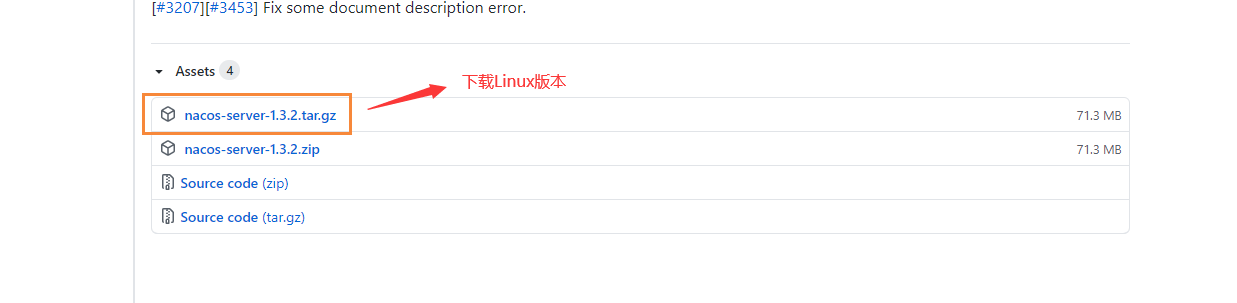 [#3207][#3453] Fix some document description error.
Assets 4
下载Linux版本
nacos-server-1.3.2.tar.gz 71.3 MB
nacos-server-1.3.2.zip 71.3 MB
Source code (zip)
Source code (tar.gz)